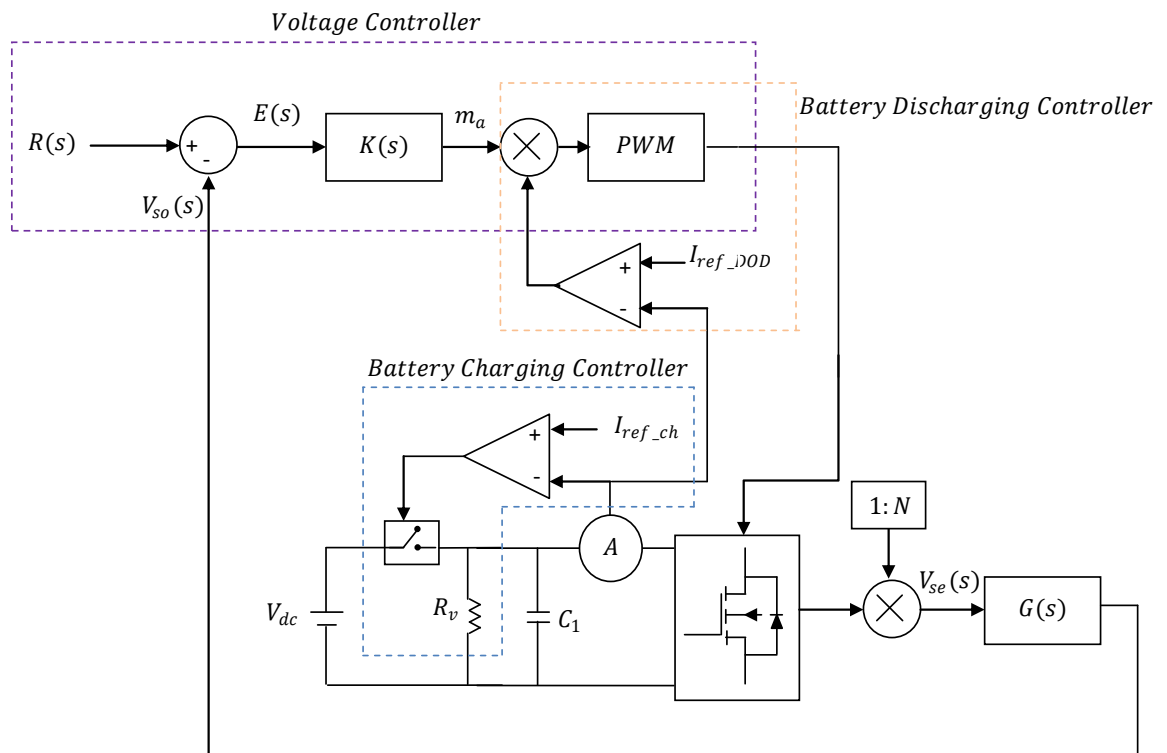 Voltage Controller
Battery Discharging Controller
R(s)
+
-
E(s)
K(s)
m_a
PWM
V_so(s)
+
-
I_ref_DOD
Battery Charging Controller
+
-
I_ref_ch
1:N
A
V_dc
R_v
C_1
V_se(s)
G(s)